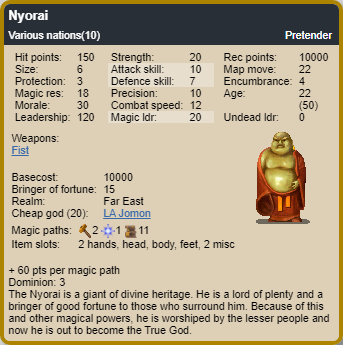 Nyorai
Various nations(10) Pretender
Hit points: 150 Strength: 20 Rec points: 10000
Size: 6 Attack skill: 10 Map move: 22
Protection: 3 Defence skill: 7 Encumbrance: 4
Magic res: 18 Precision: 10 Age: 22
Morale: 30 Combat speed: 12 (50)
Leadership: 120 Magic ldr: 20 Undead ldr: 0
Weapons:
Fist
Basecost: 10000
Bringer of fortune: 15
Realm: Far East
Cheap god (20): LA Jomon
Magic paths: 2 1 11
Item slots: 2 hands, head, body, feet, 2 misc
+ 60 pts per magic path
Dominion: 3
The Nyorai is a giant of divine heritage. He is a lord of plenty and a
bringer of good fortune to those who surround him. Because of this
and other magical powers, he is worshiped by the lesser people and
now he is out to become the True God.